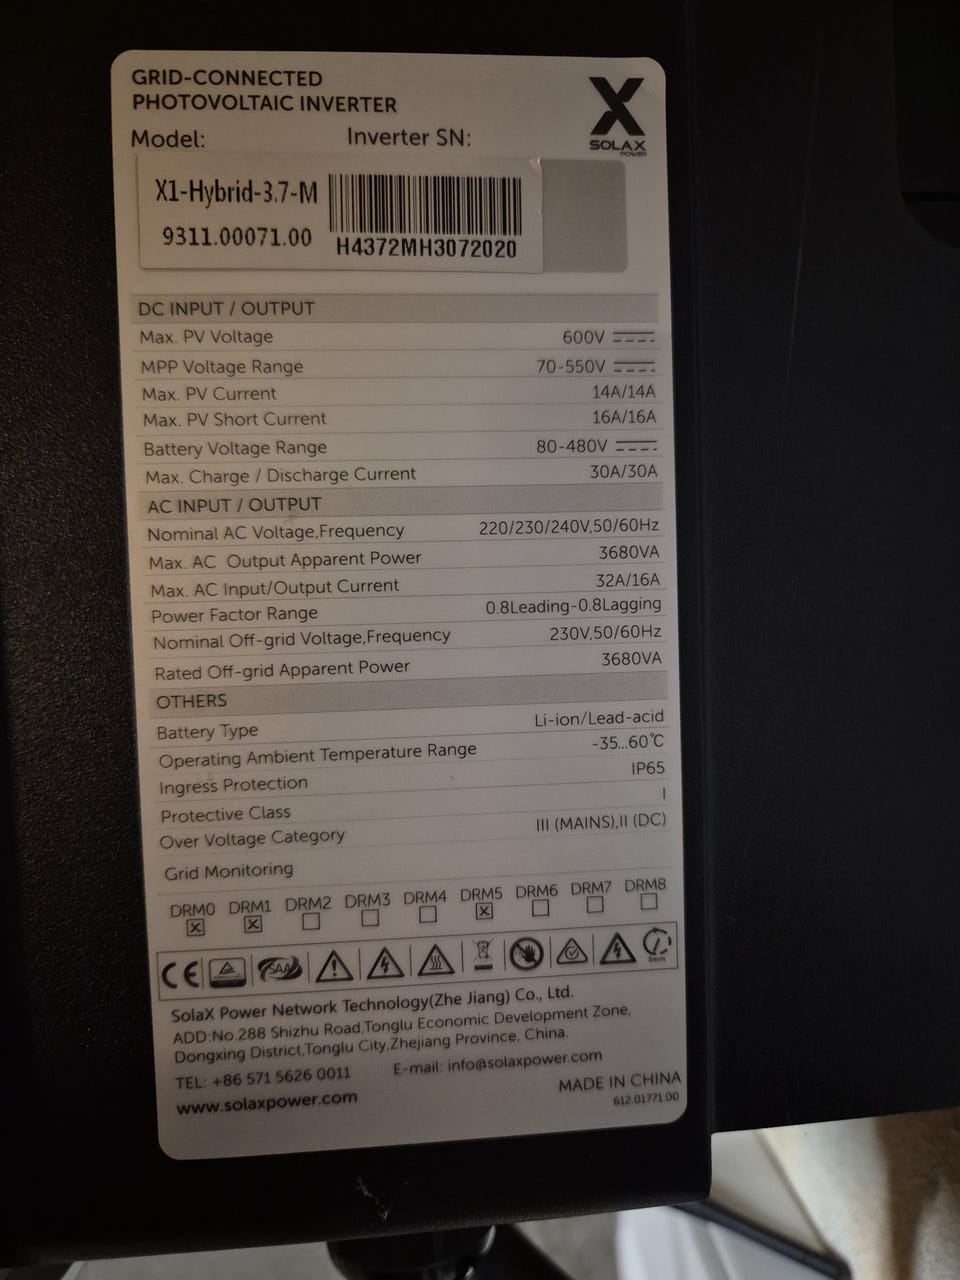 GRID-CONNECTED
PHOTOVOLTAIC INVERTER
SOLAX
POWER
Model: Inverter SN:
X1-Hybrid-3.7-M
9311.00071.00 H4372MH3072020
DC INPUT / OUTPUT
Max. PV Voltage 600V
MPP Voltage Range 70-550V
Max. PV Current 14A/14A
Max. PV Short Current 16A/16A
Battery Voltage Range 80-480V
Max. Charge / Discharge Current 30A/30A
AC INPUT / OUTPUT
Nominal AC Voltage,Frequency 220/230/240V,50/60Hz
Max. AC Output Apparent Power 3680VA
Max. AC Input/Output Current 32A/16A
Power Factor Range 0.8Leading-0.8Lagging
Nominal Off-grid Voltage,Frequency 230V,50/60Hz
Rated Off-grid Apparent Power 3680VA
OTHERS
Battery Type Li-ion/Lead-acid
Operating Ambient Temperature Range -35...60℃
Ingress Protection IP65
Protective Class I
Over Voltage Category III (MAINS),II (DC)
Grid Monitoring
DRM0 DRM1 DRM2 DRM3 DRM4 DRM5 DRM6 DRM7 DRM8
CE SAA 5min
SolaX Power Network Technology(Zhe Jiang) Co., Ltd.
ADD:No.288 Shizhu Road,Tonglu Economic Development Zone,
Dongxing District,Tonglu City,Zhejiang Province, China.
TEL: +86 571 5626 0011 E-mail: info@solaxpower.com
www.solaxpower.com MADE IN CHINA
612.01771.00